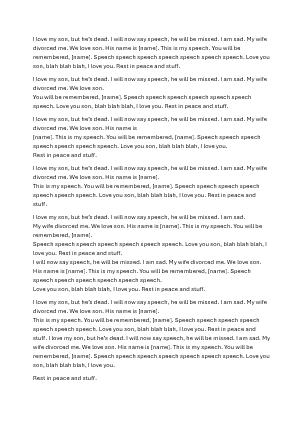 I love my son, but he's dead. I will now say speech, he will be missed. I am sad. My wife
divorced me. We love son. His name is [name]. This is my speech. You will be
remembered, [name]. Speech speech speech speech speech speech speech. Love you
son, blah blah blah, I love you. Rest in peace and stuff.
I love my son, but he's dead. I will now say speech, he will be missed. I am sad. My wife
divorced me. We love son.
You will be remembered, [name]. Speech speech speech speech speech speech
speech. Love you son, blah blah blah, I love you. Rest in peace and stuff.
I love my son, but he's dead. I will now say speech, he will be missed. I am sad. My wife
divorced me. We love son. His name is
[name]. This is my speech. You will be remembered, [name]. Speech speech speech
speech speech speech speech. Love you son, blah blah blah, I love you.
Rest in peace and stuff.
I love my son, but he's dead. I will now say speech, he will be missed. I am sad. My wife
divorced me. We love son. His name is [name].
This is my speech. You will be remembered, [name]. Speech speech speech speech
speech speech speech. Love you son, blah blah blah, I love you. Rest in peace and
stuff.
I love my son, but he's dead. I will now say speech, he will be missed. I am sad.
My wife divorced me. We love son. His name is [name]. This is my speech. You will be
remembered, [name].
Speech speech speech speech speech speech speech. Love you son, blah blah blah, I
love you. Rest in peace and stuff.
I will now say speech, he will be missed. I am sad. My wife divorced me. We love son.
His name is [name]. This is my speech. You will be remembered, [name]. Speech
speech speech speech speech speech speech.
Love you son, blah blah blah, I love you. Rest in peace and stuff.
I love my son, but he's dead. I will now say speech, he will be missed. I am sad. My wife
divorced me. We love son. His name is [name].
This is my speech. You will be remembered, [name]. Speech speech speech speech
speech speech speech. Love you son, blah blah blah, I love you. Rest in peace and
stuff. I love my son, but he's dead. I will now say speech, he will be missed. I am sad. My
wife divorced me. We love son. His name is [name]. This is my speech. You will be
remembered, [name]. Speech speech speech speech speech speech speech. Love you
son, blah blah blah, I love you.
Rest in peace and stuff.